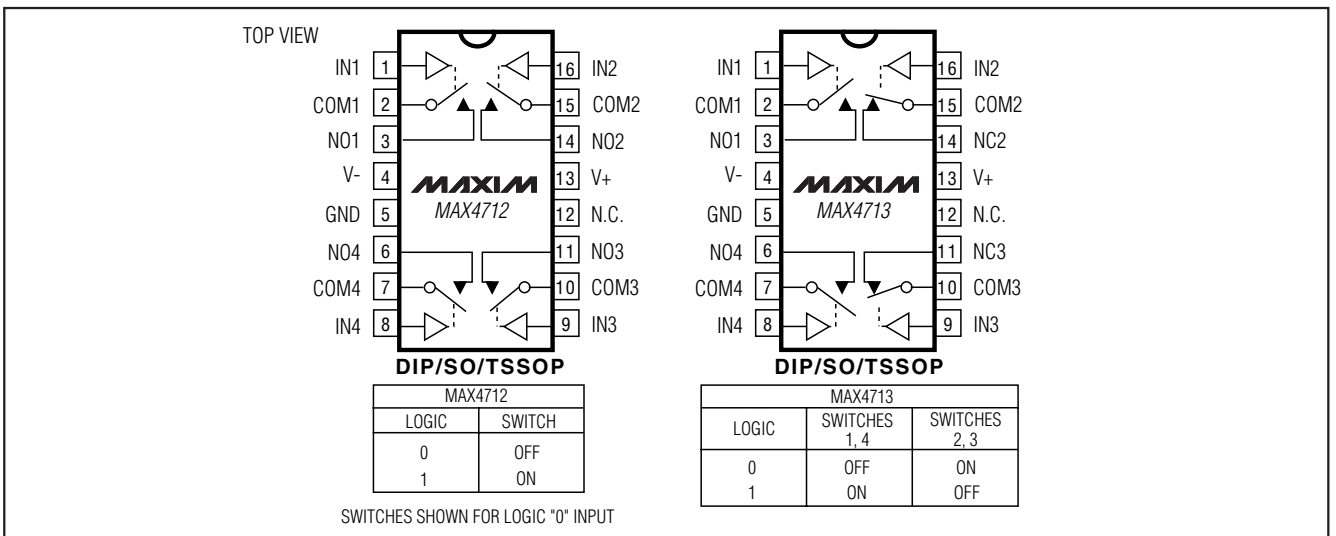 TOP VIEW
IN1 1 16 IN2
COM1 2 15 COM2
NO1 3 14 NO2
V- 4 13 V+
MAXIM
GND 5 MAX4712 12 N.C.
NO4 6 11 NO3
COM4 7 10 COM3
IN4 8 9 IN3
DIP/SO/TSSOP
MAX4712
LOGIC SWITCH
0 OFF
1 ON
SWITCHES SHOWN FOR LOGIC "0" INPUT
IN1 1 16 IN2
COM1 2 15 COM2
NO1 3 14 NC2
V- 4 13 V+
MAXIM
GND 5 MAX4713 12 N.C.
NO4 6 11 NC3
COM4 7 10 COM3
IN4 8 9 IN3
DIP/SO/TSSOP
MAX4713
LOGIC SWITCHES 1, 4 SWITCHES 2, 3
0 OFF ON
1 ON OFF